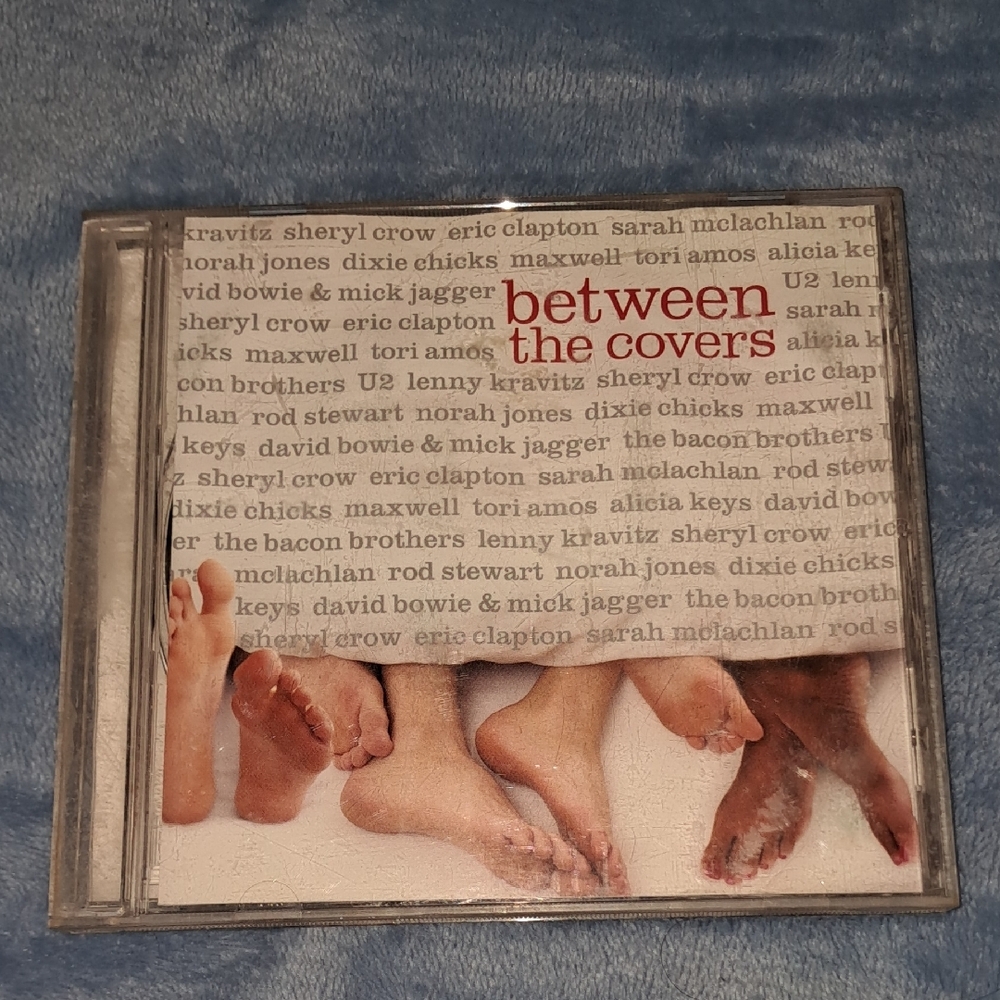 kravitz sheryl crow eric clapton sarah mclachlan rod
norah jones dixie chicks maxwell tori amos alicia ke
vid bowie & mick jagger between U2 lenn
sheryl crow eric clapton the covers sarah m
icks maxwell tori amos alicia k
con brothers U2 lenny kravitz sheryl crow eric clapt
hlan rod stewart norah jones dixie chicks maxwell
keys david bowie & mick jagger the bacon brothers U
z sheryl crow eric clapton sarah mclachlan rod stew
dixie chicks maxwell tori amos alicia keys david bow
er the bacon brothers lenny kravitz sheryl crow eric
mclachlan rod stewart norah jones dixie chicks
keys david bowie & mick jagger the bacon broth
sheryl crow eric clapton sarah mclachlan rod s